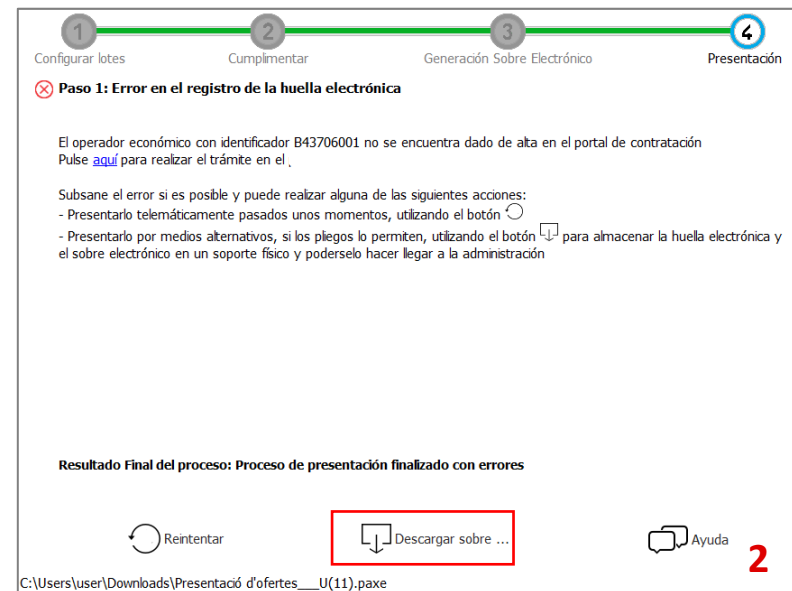 1 2 3 4
Configurar lotes Cumplimentar Generación Sobre Electrónico Presentación
Paso 1: Error en el registro de la huella electrónica
El operador económico con identificador B43706001 no se encuentra dado de alta en el portal de contratación
Pulse aquí para realizar el trámite en el .
Subsane el error si es posible y puede realizar alguna de las siguientes acciones:
- Presentarlo telemáticamente pasados unos momentos, utilizando el botón
- Presentarlo por medios alternativos, si los pliegos lo permiten, utilizando el botón para almacenar la huella electrónica y
el sobre electrónico en un soporte físico y poderselo hacer llegar a la administración
Resultado Final del proceso: Proceso de presentación finalizado con errores
Reintentar Descargar sobre ... Ayuda
2
C:\Users\user\Downloads\Presentació d'ofertes___U(11).paxe